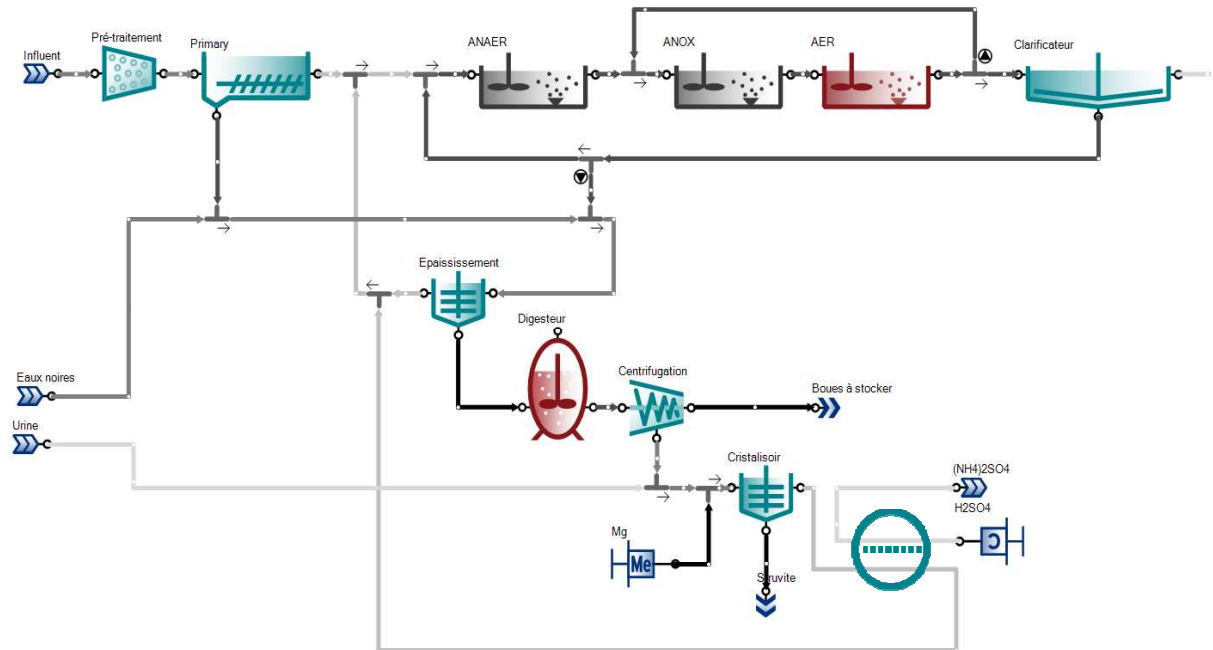 Influent
Pré-traitement
Primary
ANAER
ANOX
AER
Clarificateur
Epaississement
Digesteur
Centrifugation
Boues à stocker
Eaux noires
Urine
Cristalisoir
(NH4)2SO4
H2SO4
Mg
Me
C
Struvite